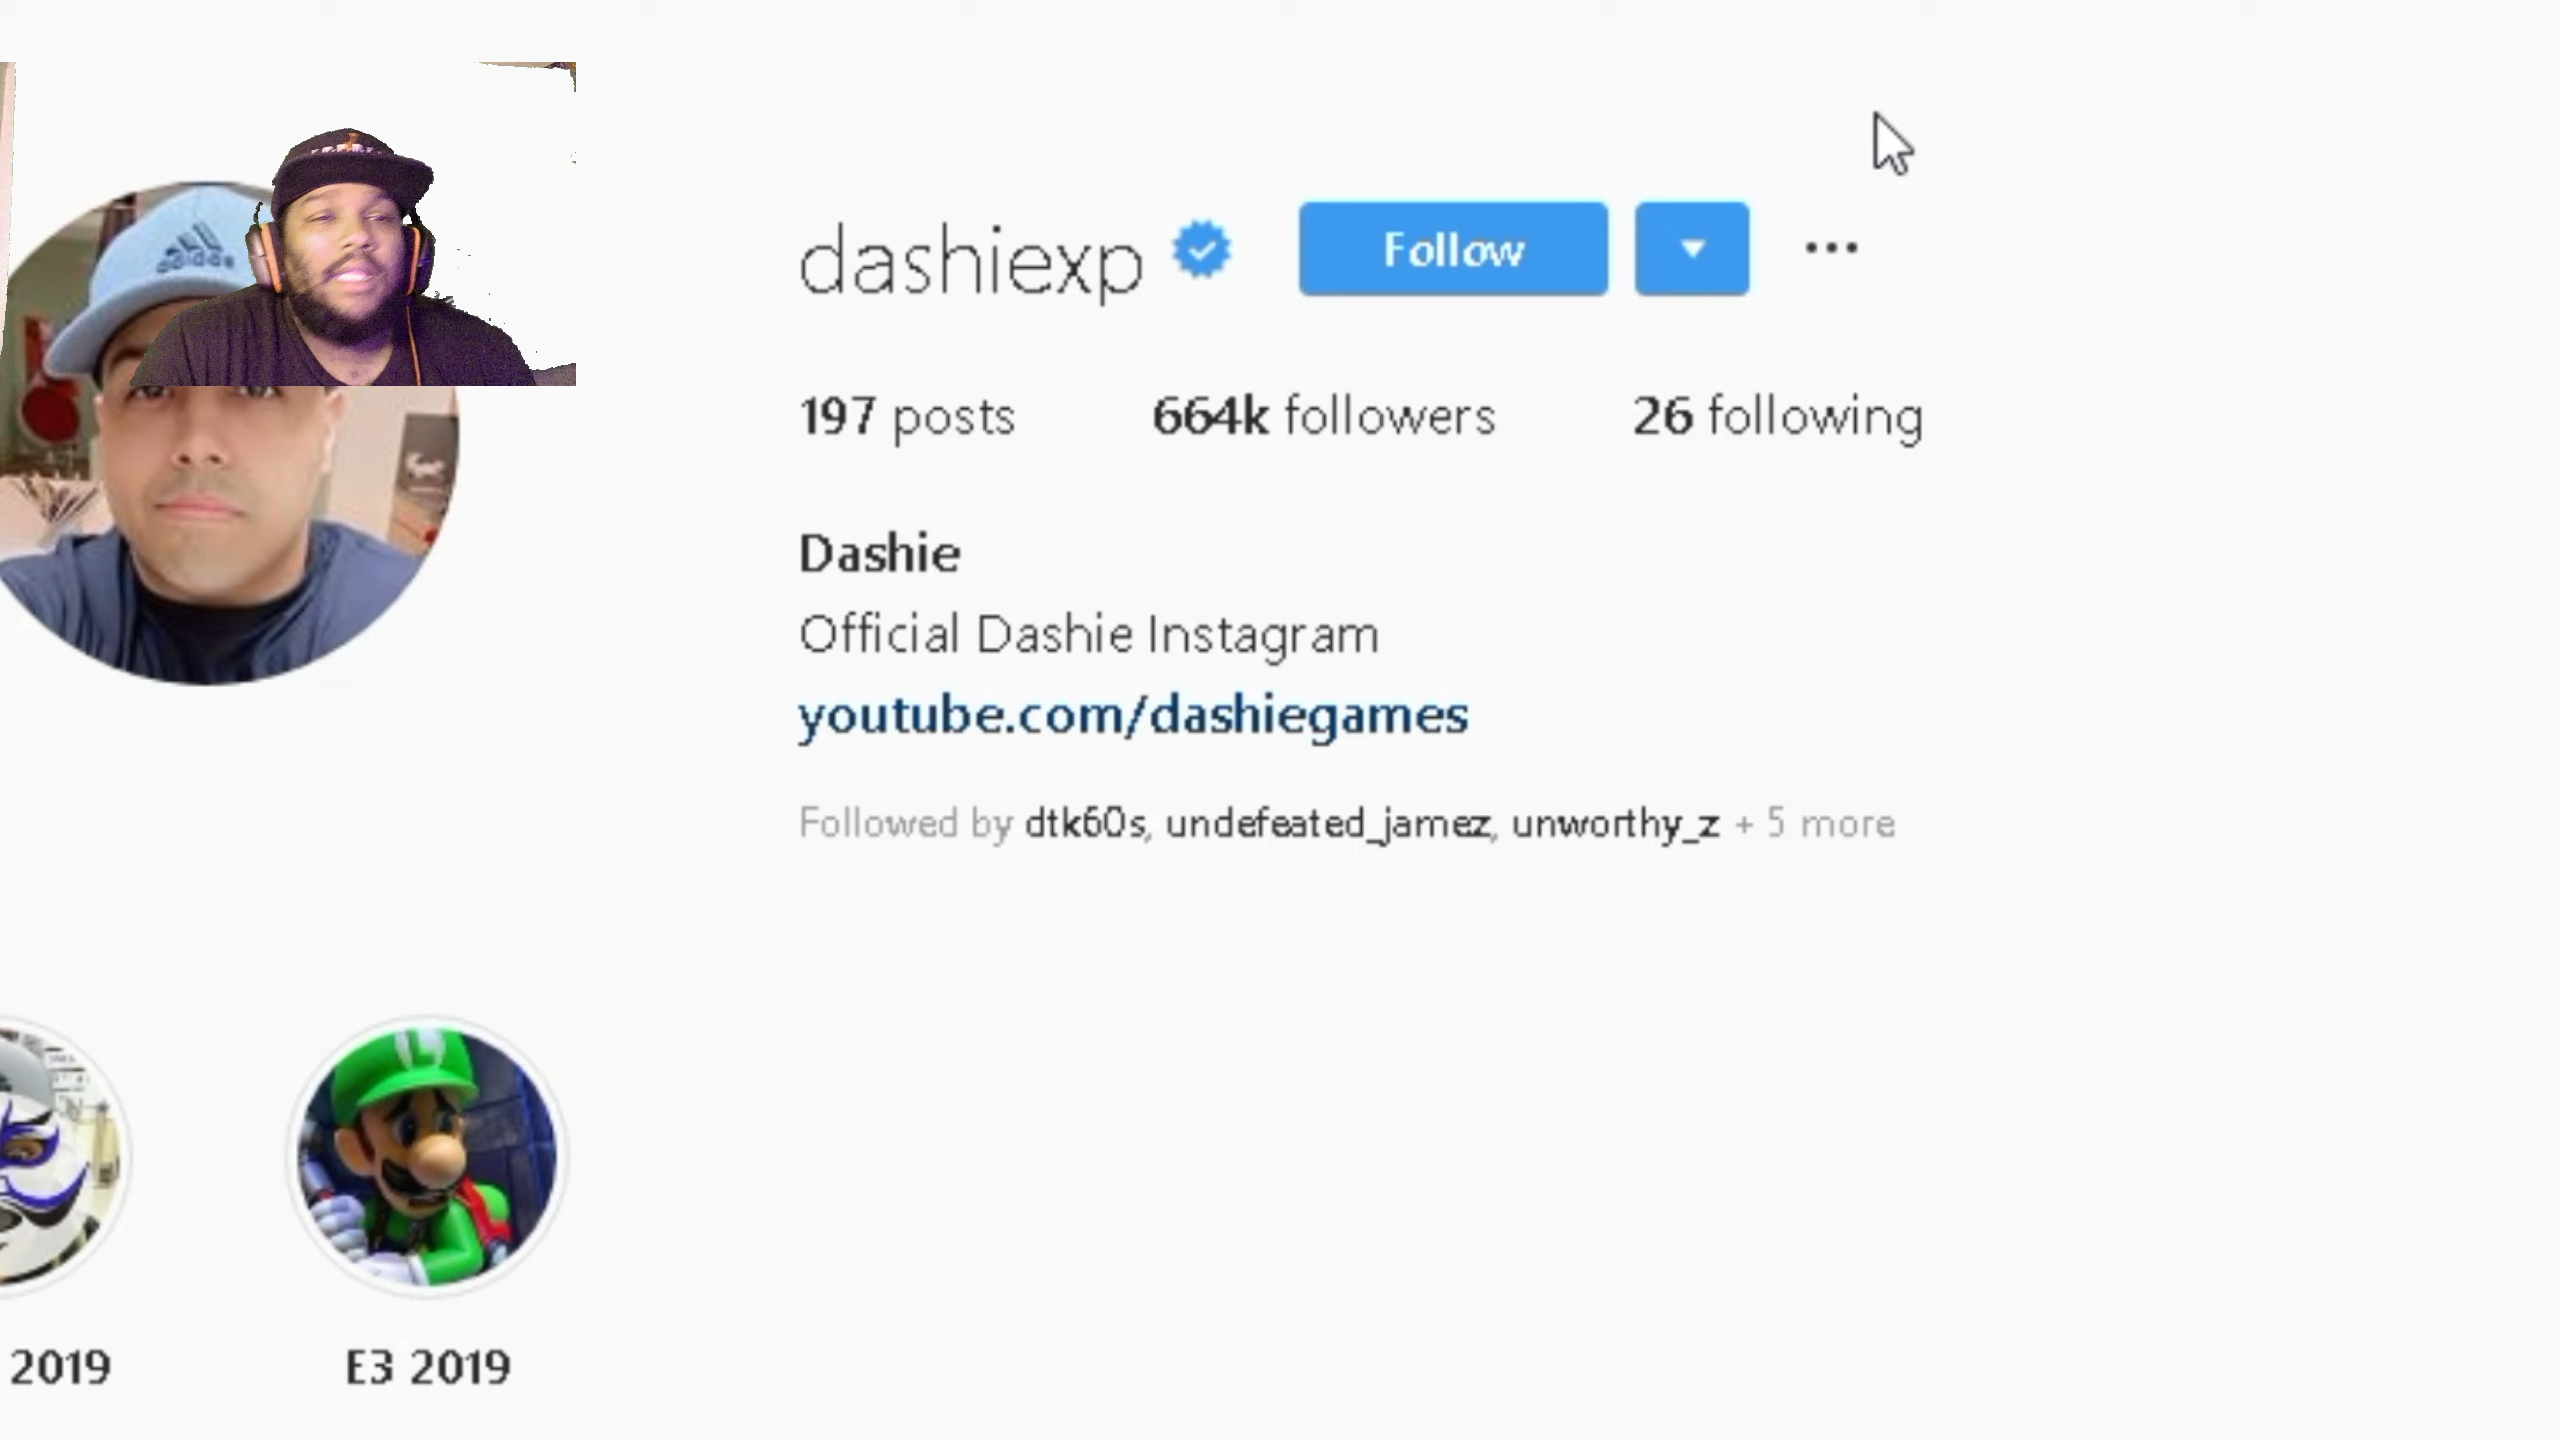 adidas
dashiexp
Follow
197 posts 664k followers 26 following
Dashie
Official Dashie Instagram
youtube.com/dashiegames
Followed by dtk60s, undefeated_jamez, unworthy_z + 5 more
2019
E3 2019